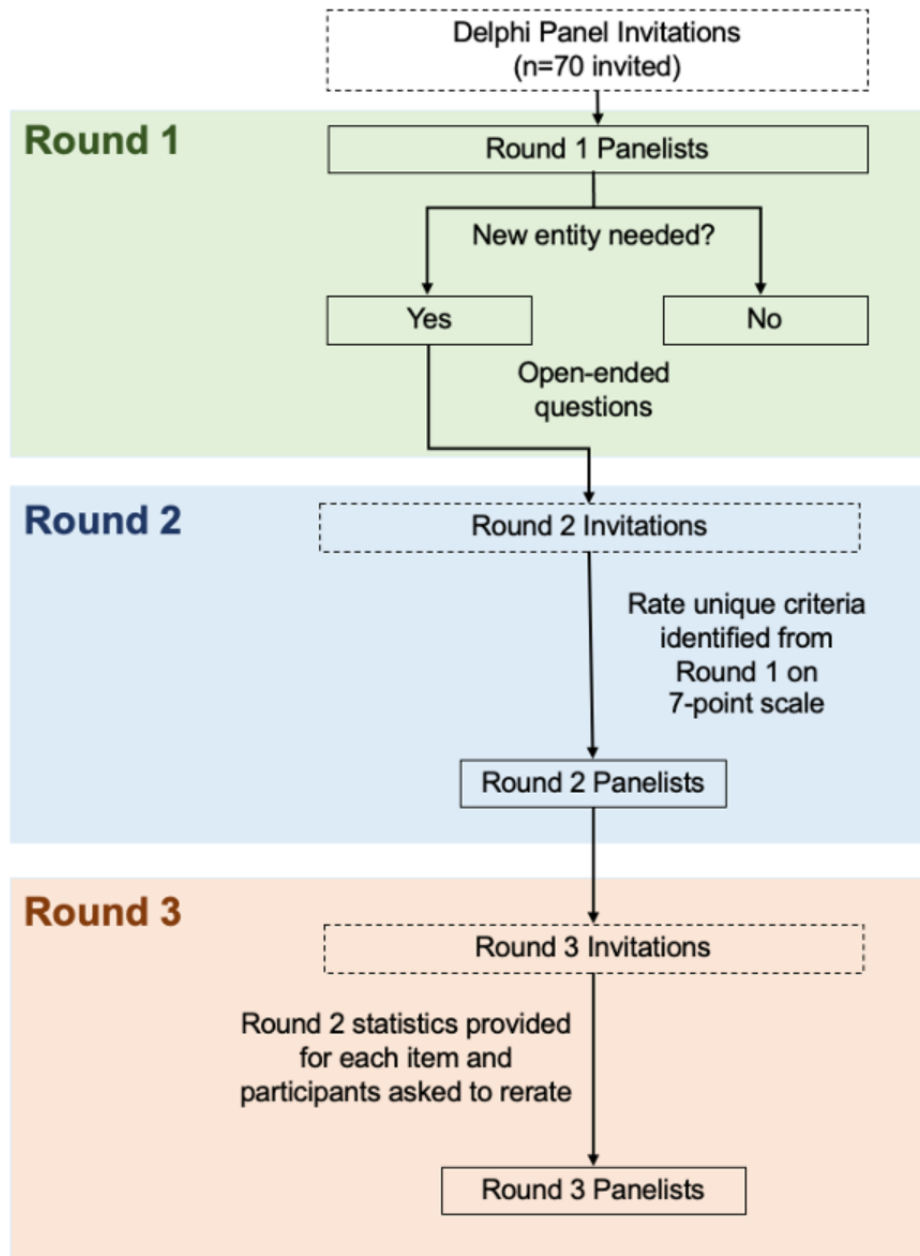 Delphi Panel Invitations
(n=70 invited)
Round 1
Round 1 Panelists
New entity needed?
Yes
No
Open-ended
questions
Round 2
Round 2 Invitations
Rate unique criteria
identified from
Round 1 on
7-point scale
Round 2 Panelists
Round 3
Round 3 Invitations
Round 2 statistics provided
for each item and
participants asked to rerate
Round 3 Panelists